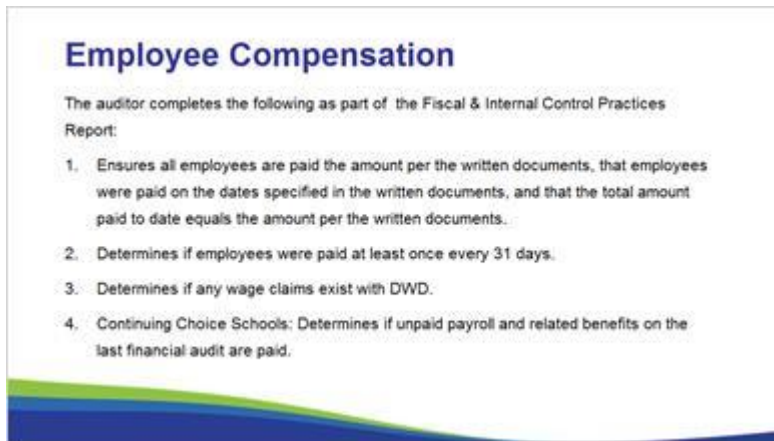 Employee Compensation
The auditor completes the following as part of the Fiscal & Internal Control Practices
Report:
1. Ensures all employees are paid the amount per the written documents, that employees
were paid on the dates specified in the written documents, and that the total amount
paid to date equals the amount per the written documents.
2. Determines if employees were paid at least once every 31 days.
3. Determines if any wage claims exist with DWD.
4. Continuing Choice Schools: Determines if unpaid payroll and related benefits on the
last financial audit are paid.